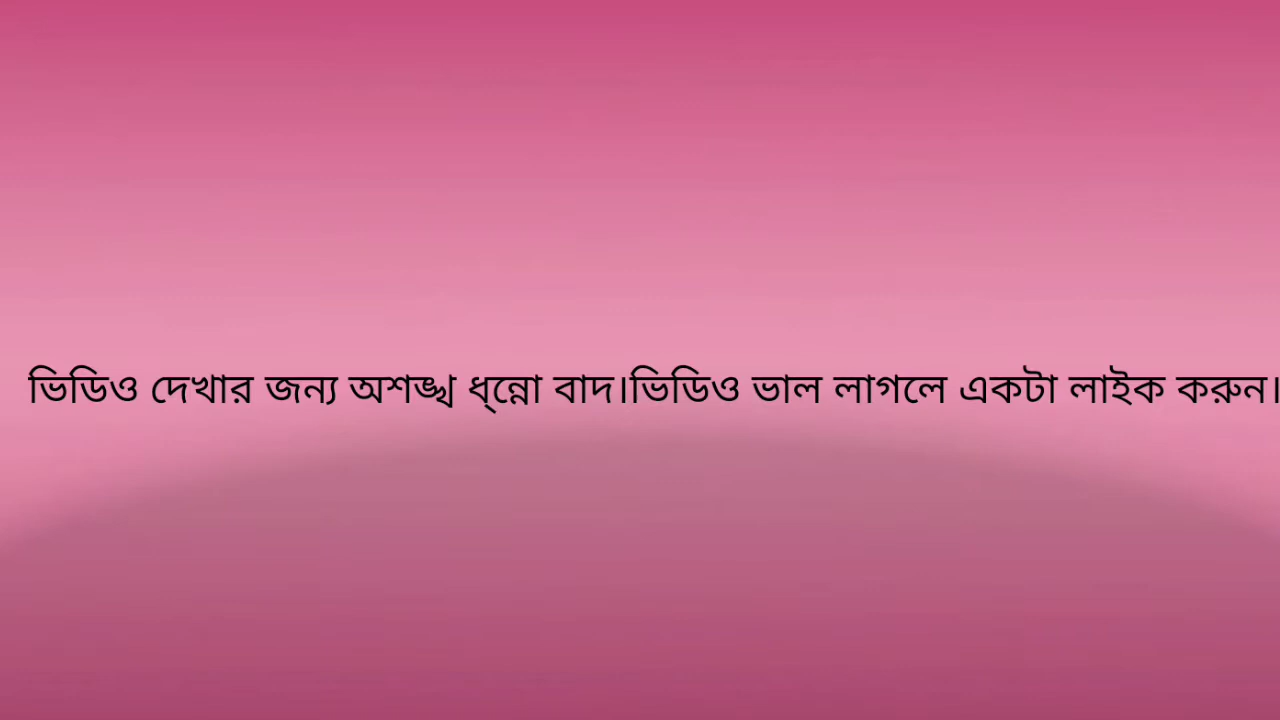 ভিডিও দেখার জন্য অশঙ্খ ধ্ন্নো বাদ।ভিডিও ভাল লাগলে একটা লাইক করুন।